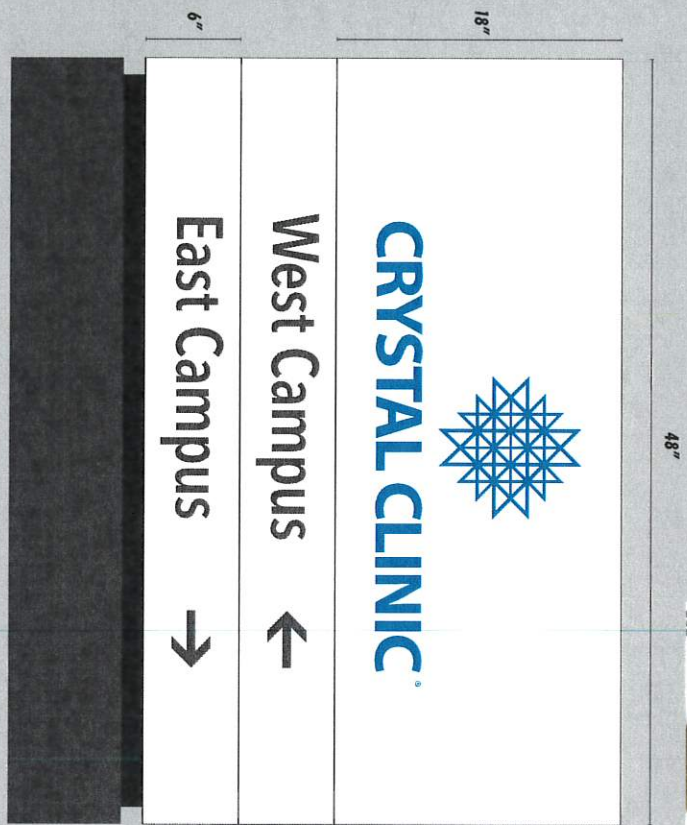 48"
18"
CRYSTAL CLINIC®
West Campus ←
6"
East Campus →